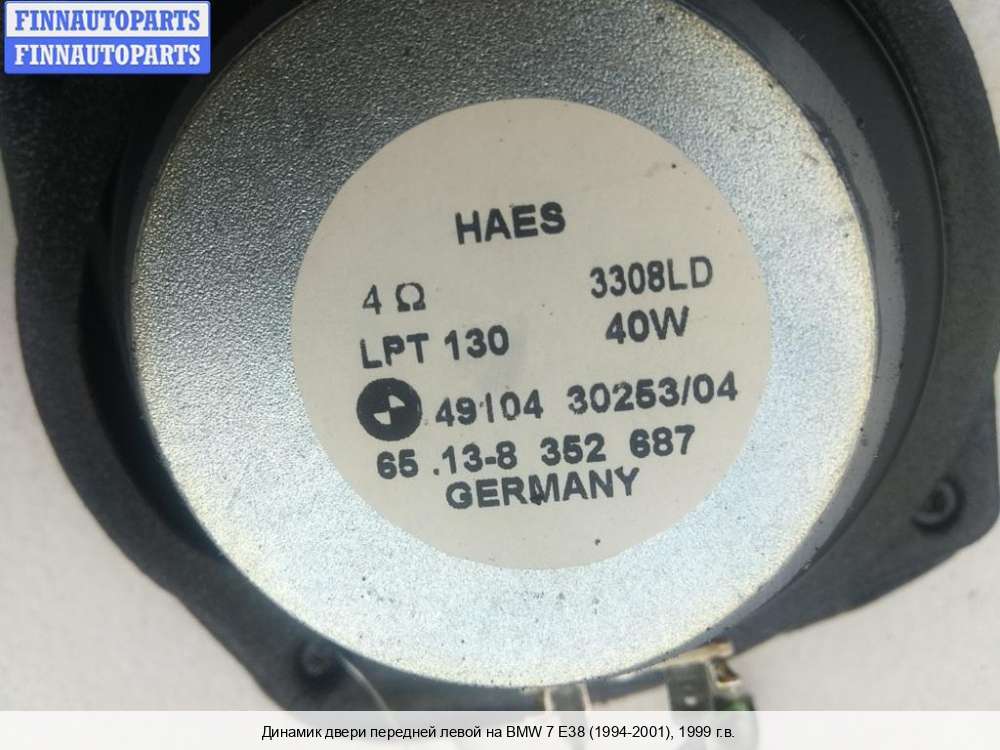 FINNAUTOPARTS
FINNAUTOPARTS
HAES
4 Ω 3308LD
LPT 130 40W
49104 30253/04
65 .13-8 352 687
GERMANY
Динамик двери передней левой на BMW 7 E38 (1994-2001), 1999 г.в.